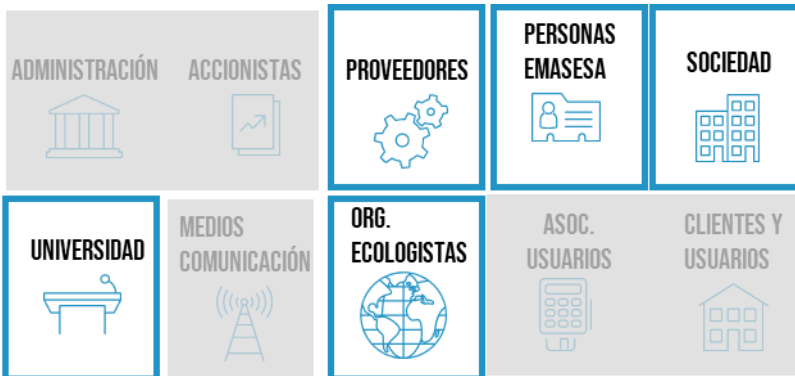 ADMINISTRACIÓN
ACCIONISTAS
PROVEEDORES
PERSONAS
EMASESA
SOCIEDAD
UNIVERSIDAD
MEDIOS
COMUNICACIÓN
ORG.
ECOLOGISTAS
ASOC.
USUARIOS
CLIENTES Y
USUARIOS